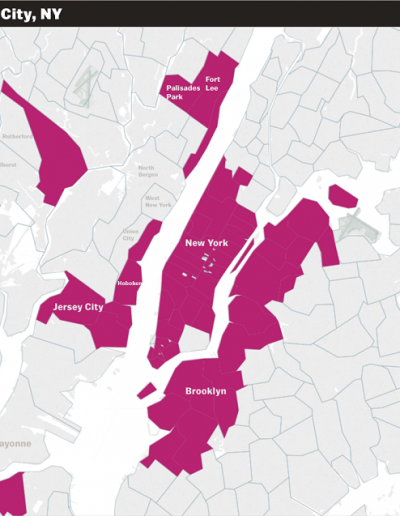 City, NY
Fort
Lee
Palisades
Park
Rutherford
North
Bergen
West
New York
Union
City
New York
Hoboken
Jersey City
Brooklyn
ayonne